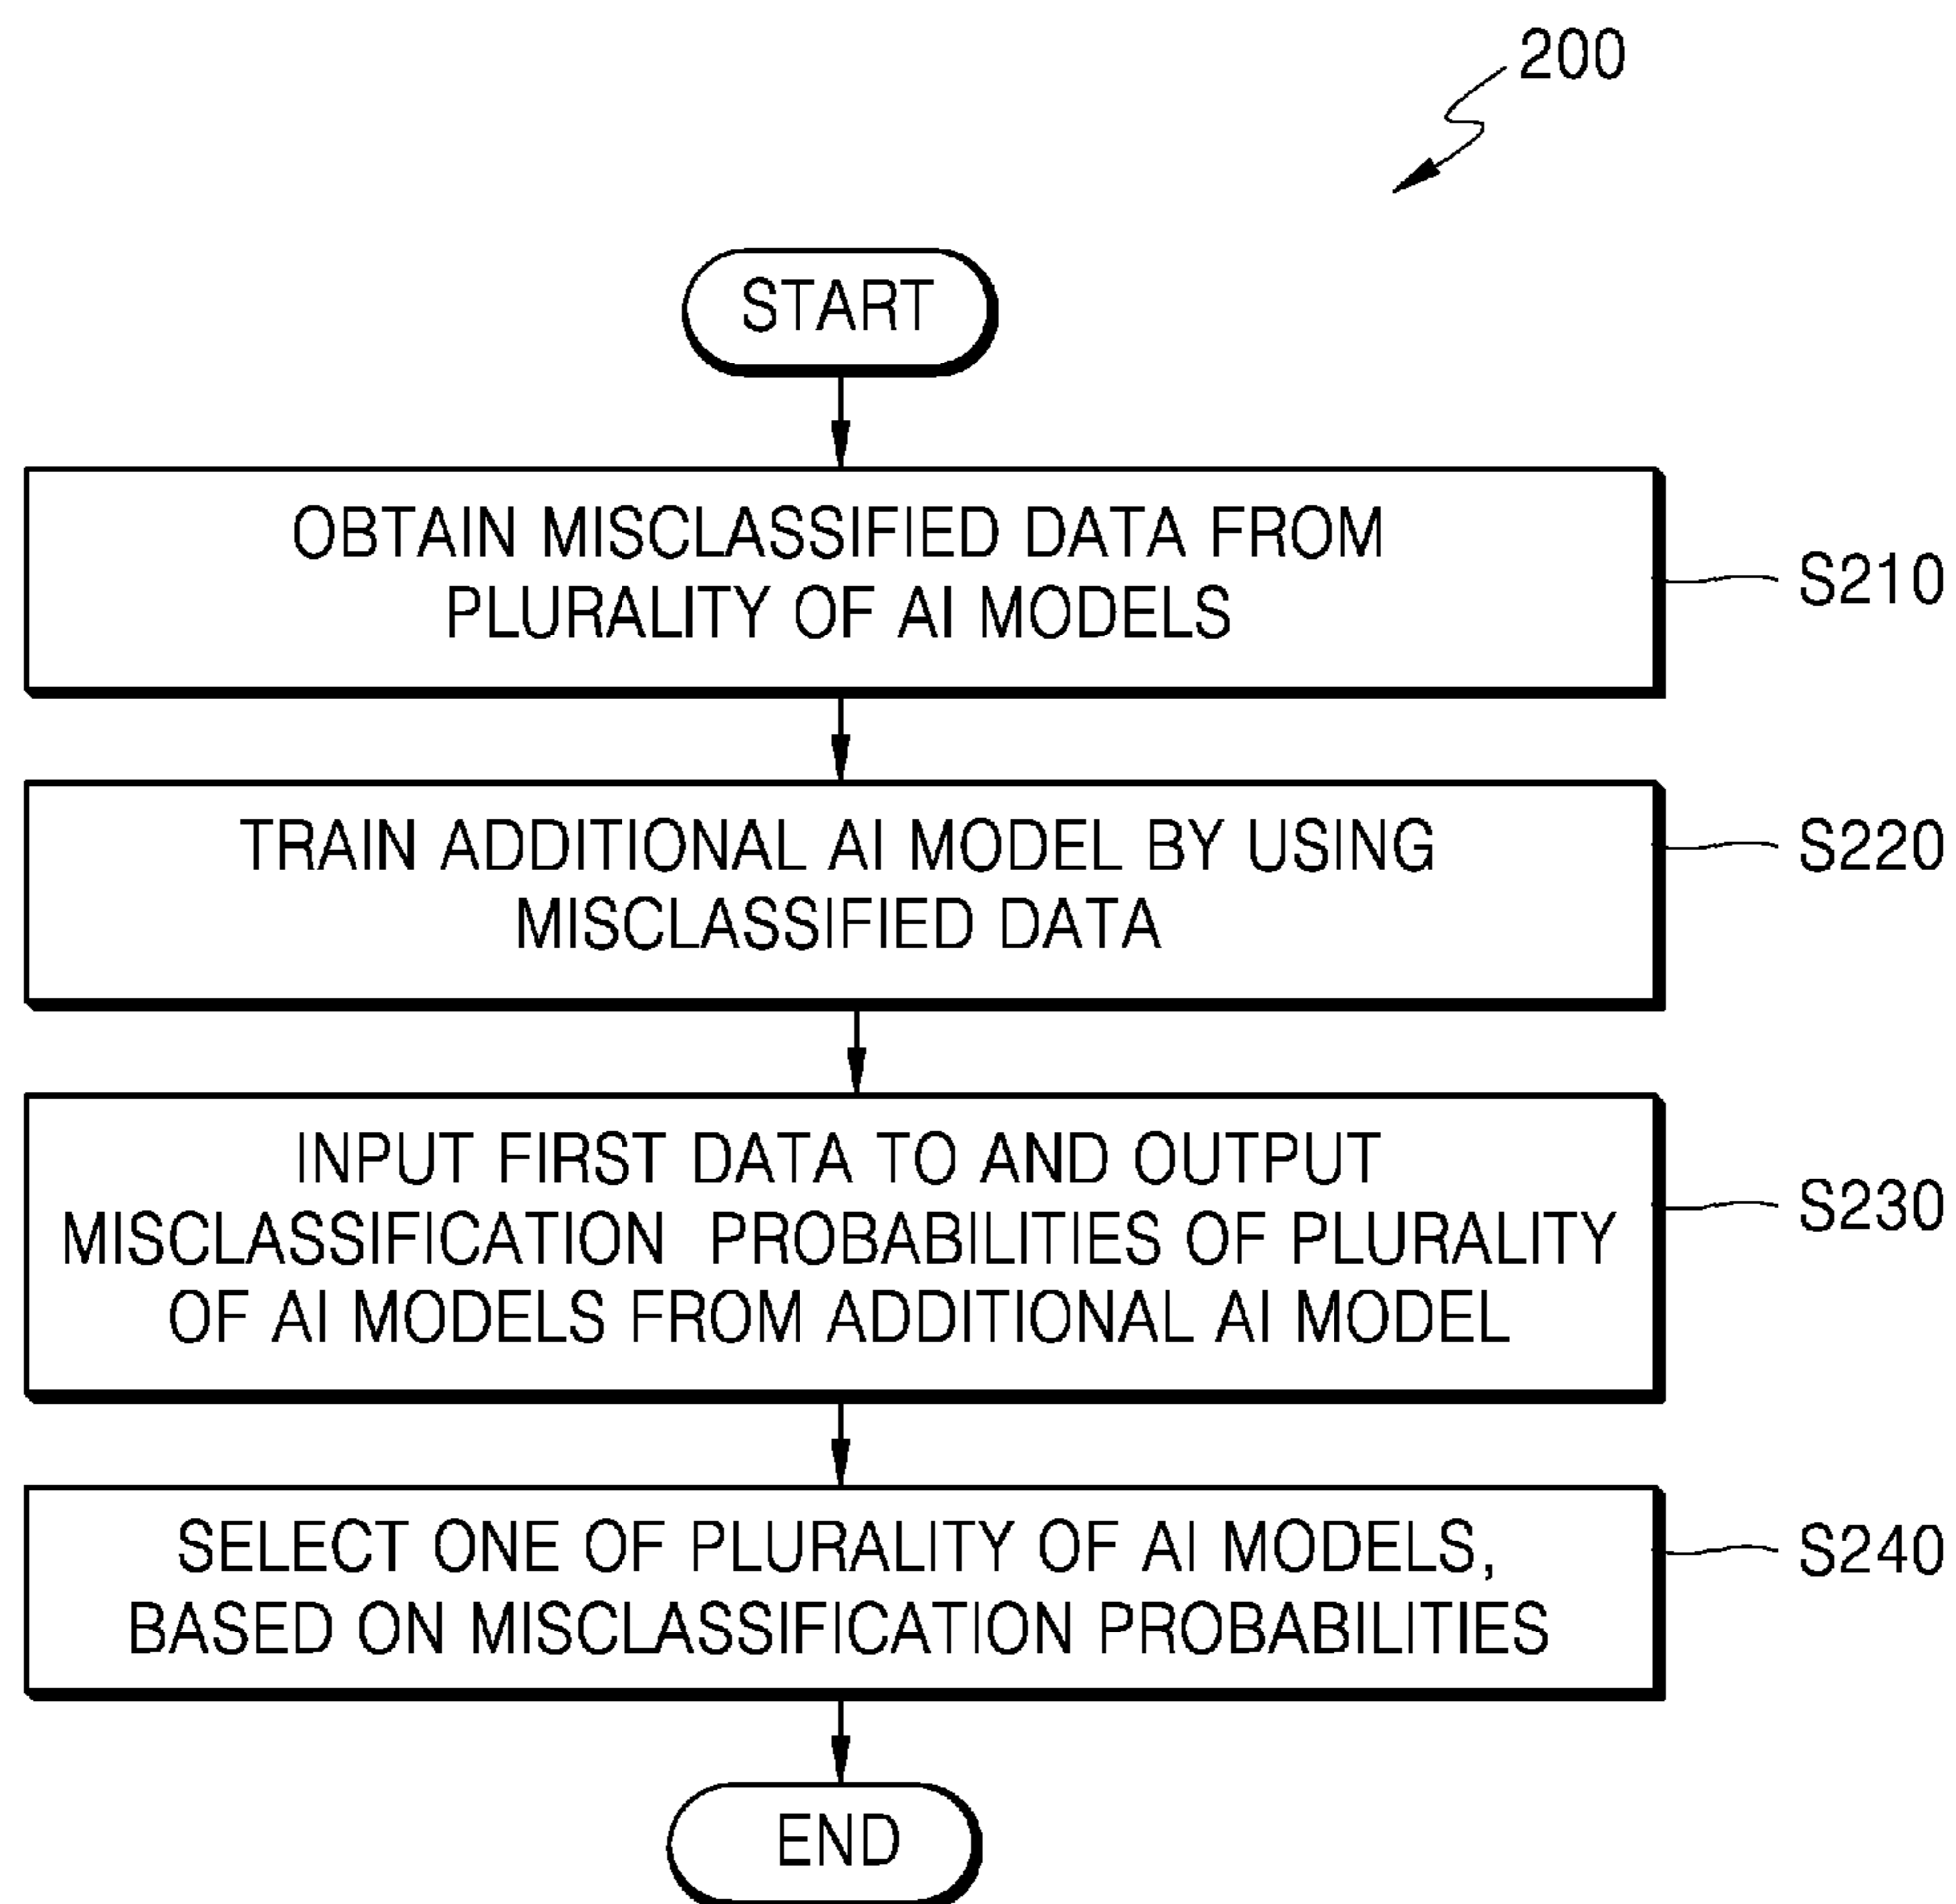 200
START
OBTAIN MISCLASSIFIED DATA FROM
PLURALITY OF AI MODELS
S210
TRAIN ADDITIONAL AI MODEL BY USING
MISCLASSIFIED DATA
S220
INPUT FIRST DATA TO AND OUTPUT
MISCLASSIFICATION PROBABILITIES OF PLURALITY
OF AI MODELS FROM ADDITIONAL AI MODEL
S230
SELECT ONE OF PLURALITY OF AI MODELS,
BASED ON MISCLASSIFICATION PROBABILITIES
S240
END